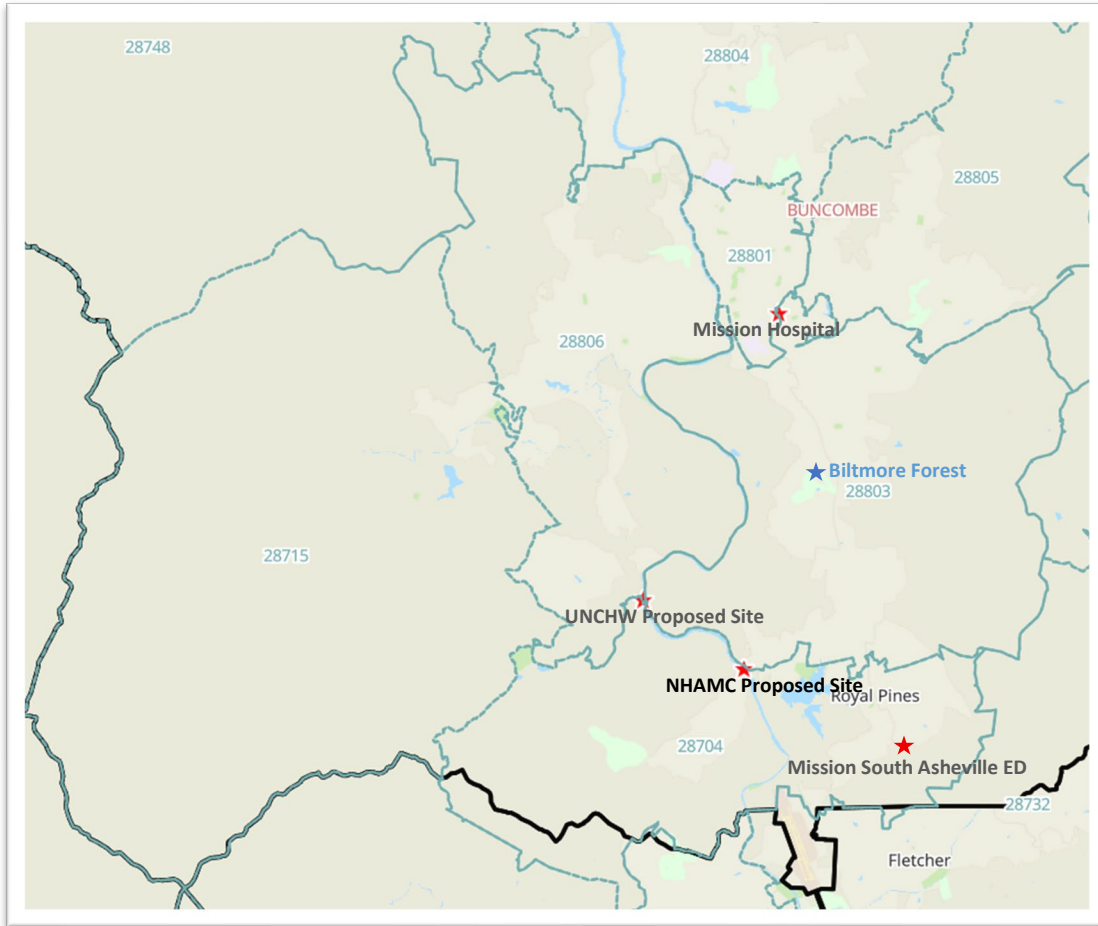 28748
28804
28805
BUNCOMBE
28801
Mission Hospital
28806
Biltmore Forest
28803
28715
UNCHW Proposed Site
NHAMC Proposed Site
Royal Pines
28704
Mission South Asheville ED
28732
Fletcher